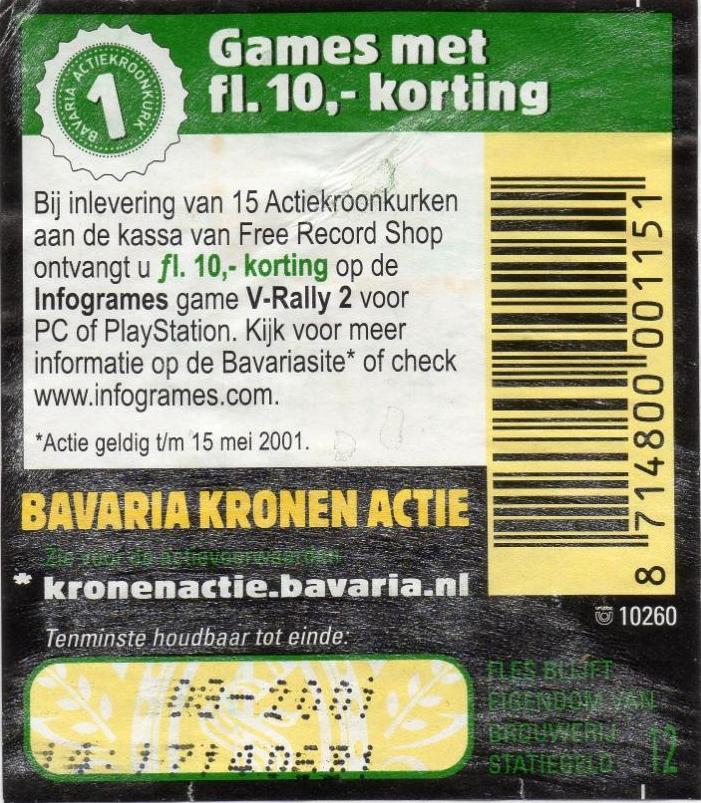 BAVARIA ACTIEKROONKURK
1
Games met
fl. 10,- korting
Bij inlevering van 15 Actiekroonkurken
aan de kassa van Free Record Shop
ontvangt u fl. 10,- korting op de
Infogrames game V-Rally 2 voor
PC of PlayStation. Kijk voor meer
informatie op de Bavariasite* of check
www.infogrames.com.
*Actie geldig t/m 15 mei 2001.
8 714800 001151
BAVARIA KRONEN ACTIE
Zie voor de actievoorwaarden
* kronenactie.bavaria.nl
10260
Tenminste houdbaar tot einde:
FLES BLIJFT
EIGENDOM VAN
BROUWERIJ
STATIEGELD
12